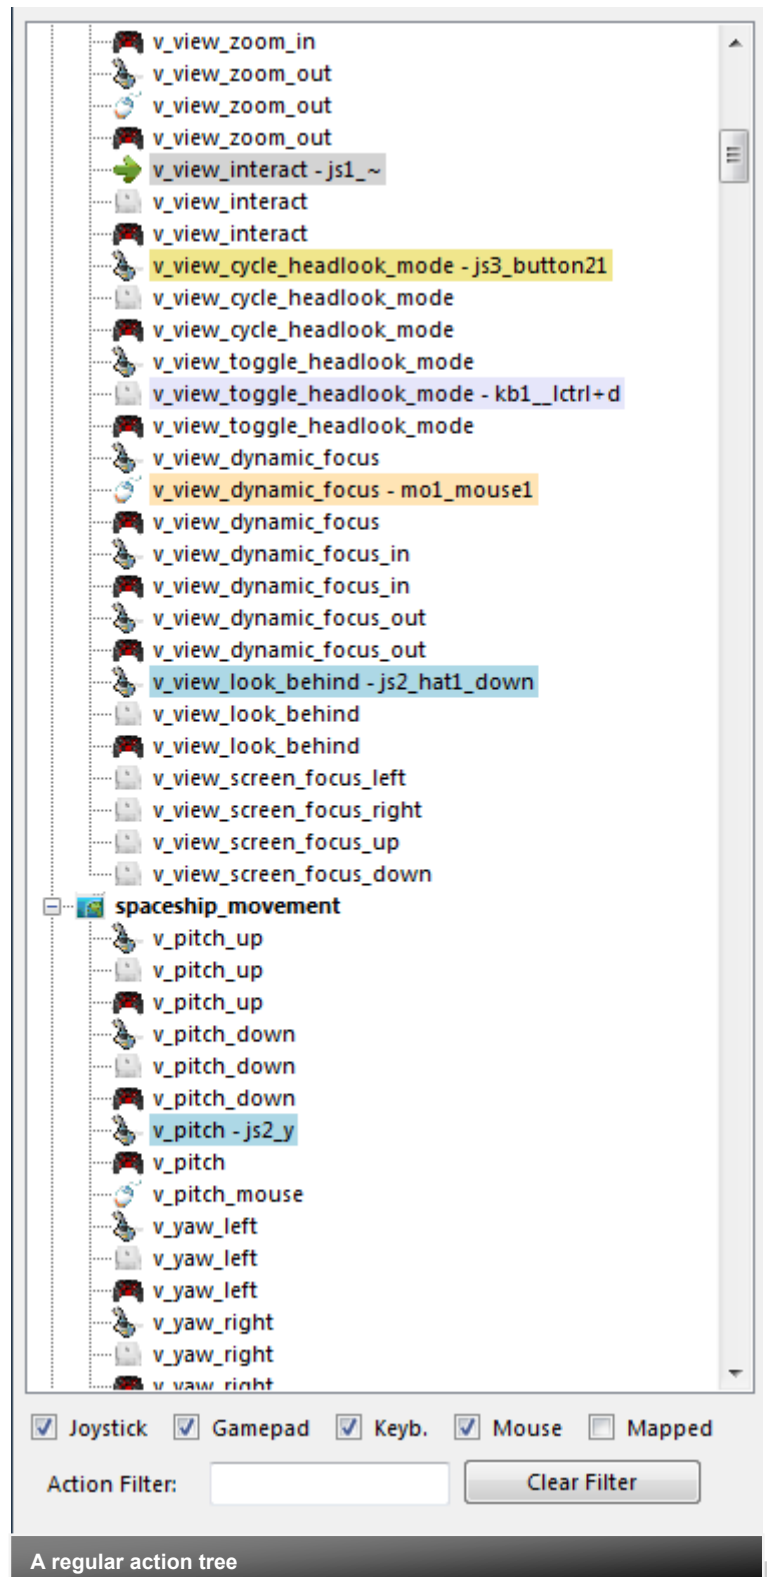 v_view_zoom_in
v_view_zoom_out
v_view_zoom_out
v_view_zoom_out
v_view_interact - js1_~
v_view_interact
v_view_interact
v_view_cycle_headlook_mode - js3_button21
v_view_cycle_headlook_mode
v_view_cycle_headlook_mode
v_view_toggle_headlook_mode
v_view_toggle_headlook_mode - kb1__lctrl+d
v_view_toggle_headlook_mode
v_view_dynamic_focus
v_view_dynamic_focus - mo1_mouse1
v_view_dynamic_focus
v_view_dynamic_focus_in
v_view_dynamic_focus_in
v_view_dynamic_focus_out
v_view_dynamic_focus_out
v_view_look_behind - js2_hat1_down
v_view_look_behind
v_view_look_behind
v_view_screen_focus_left
v_view_screen_focus_right
v_view_screen_focus_up
v_view_screen_focus_down
spaceship_movement
v_pitch_up
v_pitch_up
v_pitch_up
v_pitch_down
v_pitch_down
v_pitch_down
v_pitch - js2_y
v_pitch
v_pitch_mouse
v_yaw_left
v_yaw_left
v_yaw_left
v_yaw_right
v_yaw_right
v_yaw_right
Joystick Gamepad Keyb. Mouse Mapped
Action Filter: Clear Filter
A regular action tree